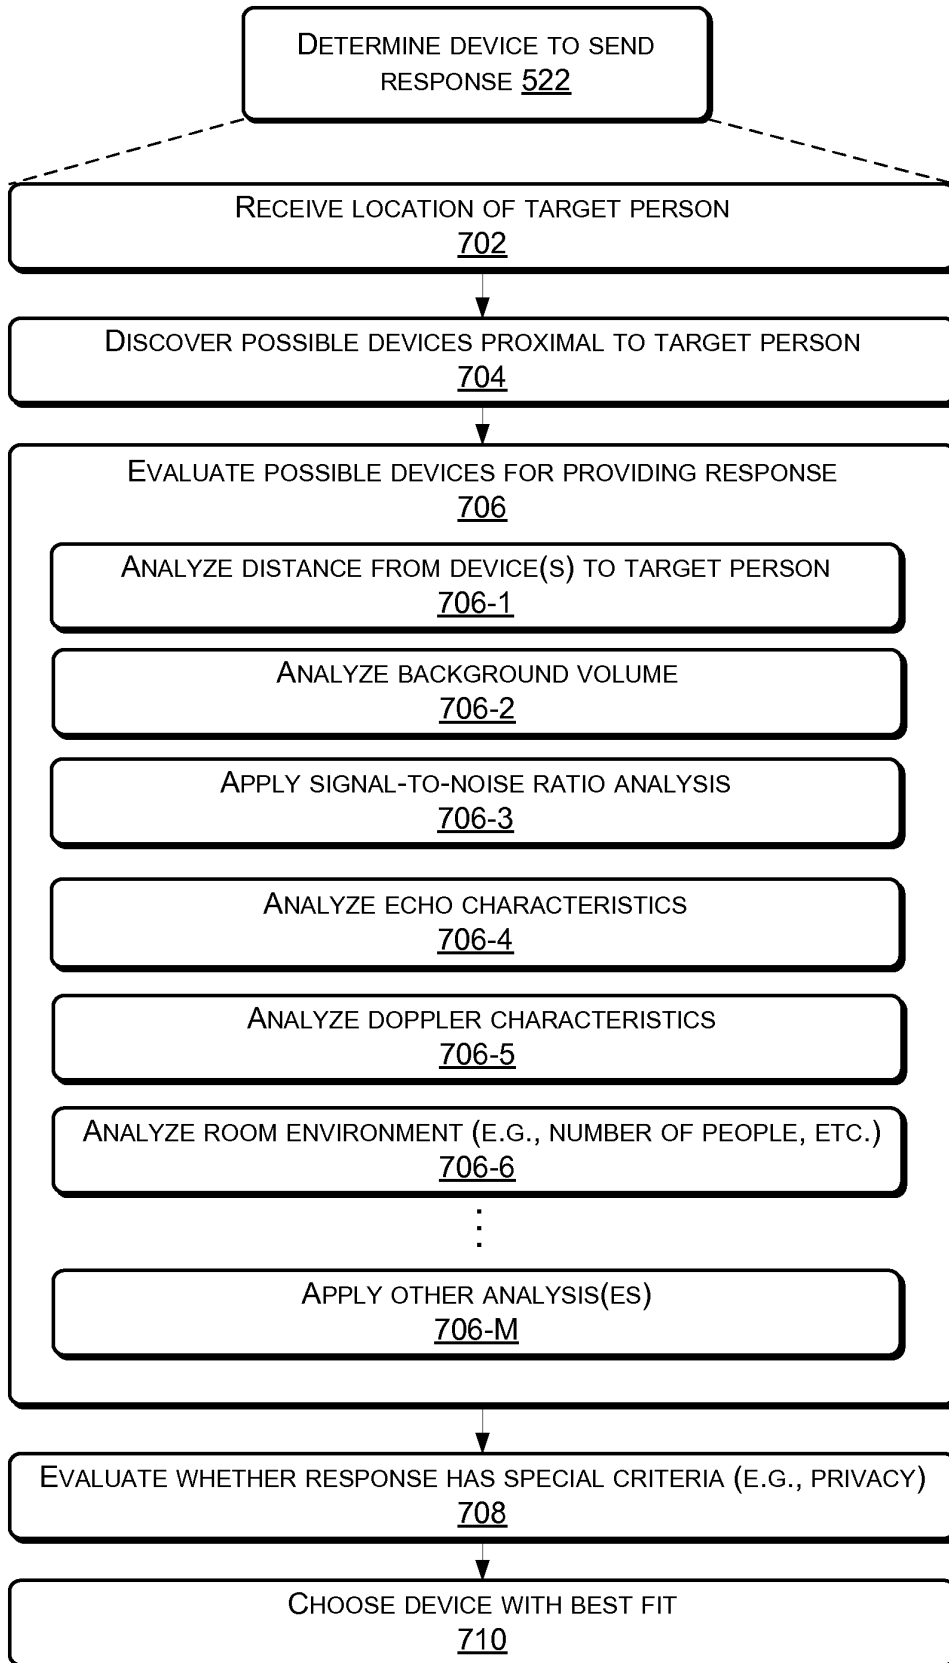 DETERMINE DEVICE TO SEND
RESPONSE 522
RECEIVE LOCATION OF TARGET PERSON
702
DISCOVER POSSIBLE DEVICES PROXIMAL TO TARGET PERSON
704
EVALUATE POSSIBLE DEVICES FOR PROVIDING RESPONSE
706
ANALYZE DISTANCE FROM DEVICE(S) TO TARGET PERSON
706-1
ANALYZE BACKGROUND VOLUME
706-2
APPLY SIGNAL-TO-NOISE RATIO ANALYSIS
706-3
ANALYZE ECHO CHARACTERISTICS
706-4
ANALYZE DOPPLER CHARACTERISTICS
706-5
ANALYZE ROOM ENVIRONMENT (E.G., NUMBER OF PEOPLE, ETC.)
706-6
APPLY OTHER ANALYSIS(ES)
706-M
EVALUATE WHETHER RESPONSE HAS SPECIAL CRITERIA (E.G., PRIVACY)
708
CHOOSE DEVICE WITH BEST FIT
710